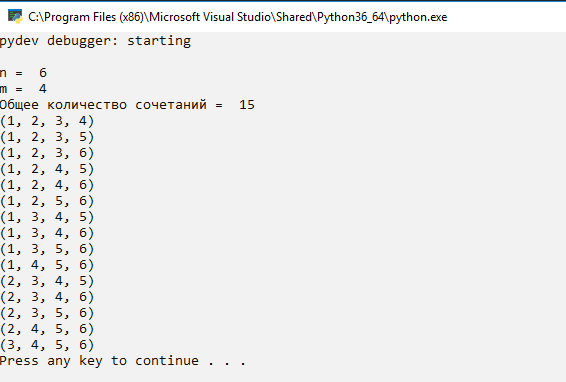 C:\Program Files (x86)\Microsoft Visual Studio\Shared\Python36_64\python.exe
pydev debugger: starting
n =  6
m =  4
Общее количество сочетаний =  15
(1, 2, 3, 4)
(1, 2, 3, 5)
(1, 2, 3, 6)
(1, 2, 4, 5)
(1, 2, 4, 6)
(1, 2, 5, 6)
(1, 3, 4, 5)
(1, 3, 4, 6)
(1, 3, 5, 6)
(1, 4, 5, 6)
(2, 3, 4, 5)
(2, 3, 4, 6)
(2, 3, 5, 6)
(2, 4, 5, 6)
(3, 4, 5, 6)
Press any key to continue . . .